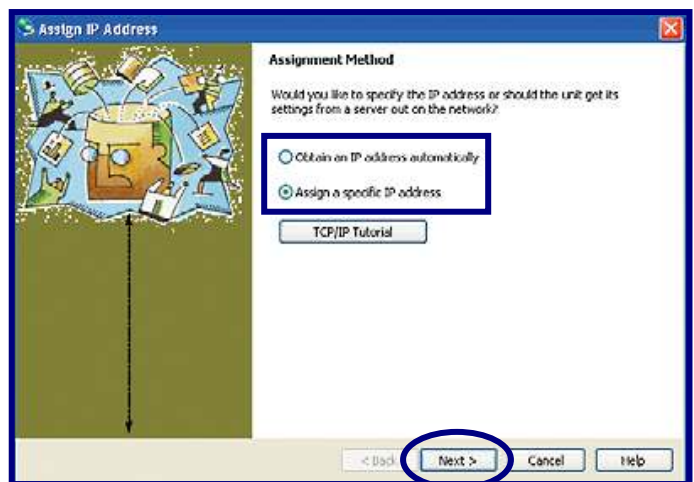 Assign IP Address
Assignment Method
Would you like to specify the IP address or should the unit get its
settings from a server out on the network?
Obtain an IP address automatically
Assign a specific IP address
TCP/IP Tutorial
< Back
Next >
Cancel
Help